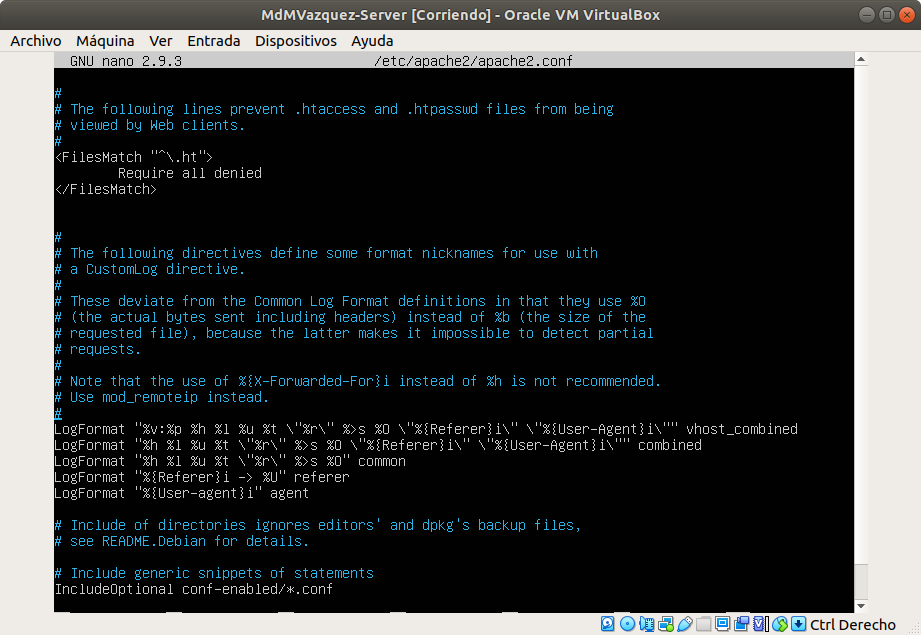 MdMVazquez-Server [Corriendo] - Oracle VM VirtualBox
Archivo Máquina Ver Entrada Dispositivos Ayuda
GNU nano 2.9.3 /etc/apache2/apache2.conf
#
# The following lines prevent .htaccess and .htpasswd files from being
# viewed by Web clients.
#
<FilesMatch "^\.ht">
Require all denied
</FilesMatch>
#
# The following directives define some format nicknames for use with
# a CustomLog directive.
#
# These deviate from the Common Log Format definitions in that they use %O
# (the actual bytes sent including headers) instead of %b (the size of the
# requested file), because the latter makes it impossible to detect partial
# requests.
#
# Note that the use of %{X-Forwarded-For}i instead of %h is not recommended.
# Use mod_remoteip instead.
#
LogFormat "%v:%p %h %l %u %t \"%r\" %>s %O \"%{Referer}i\" \"%{User-Agent}i\"" vhost_combined
LogFormat "%h %l %u %t \"%r\" %>s %O \"%{Referer}i\" \"%{User-Agent}i\"" combined
LogFormat "%h %l %u %t \"%r\" %>s %O" common
LogFormat "%{Referer}i -> %U" referer
LogFormat "%{User-agent}i" agent
# Include of directories ignores editors' and dpkg's backup files,
# see README.Debian for details.
# Include generic snippets of statements
IncludeOptional conf-enabled/*.conf
Ctrl Derecho